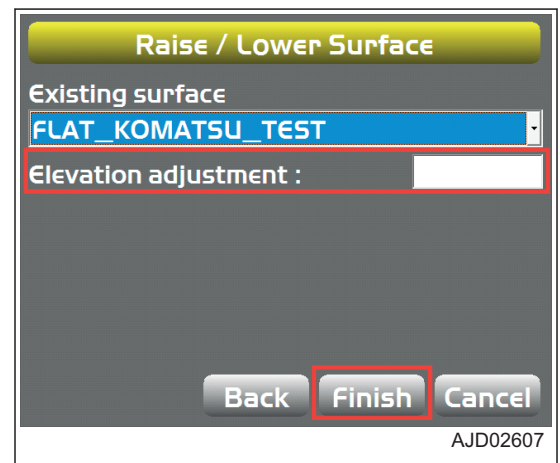 Raise / Lower Surface
Existing surface
FLAT_KOMATSU_TEST
Elevation adjustment :
Back Finish Cancel
AJD02607